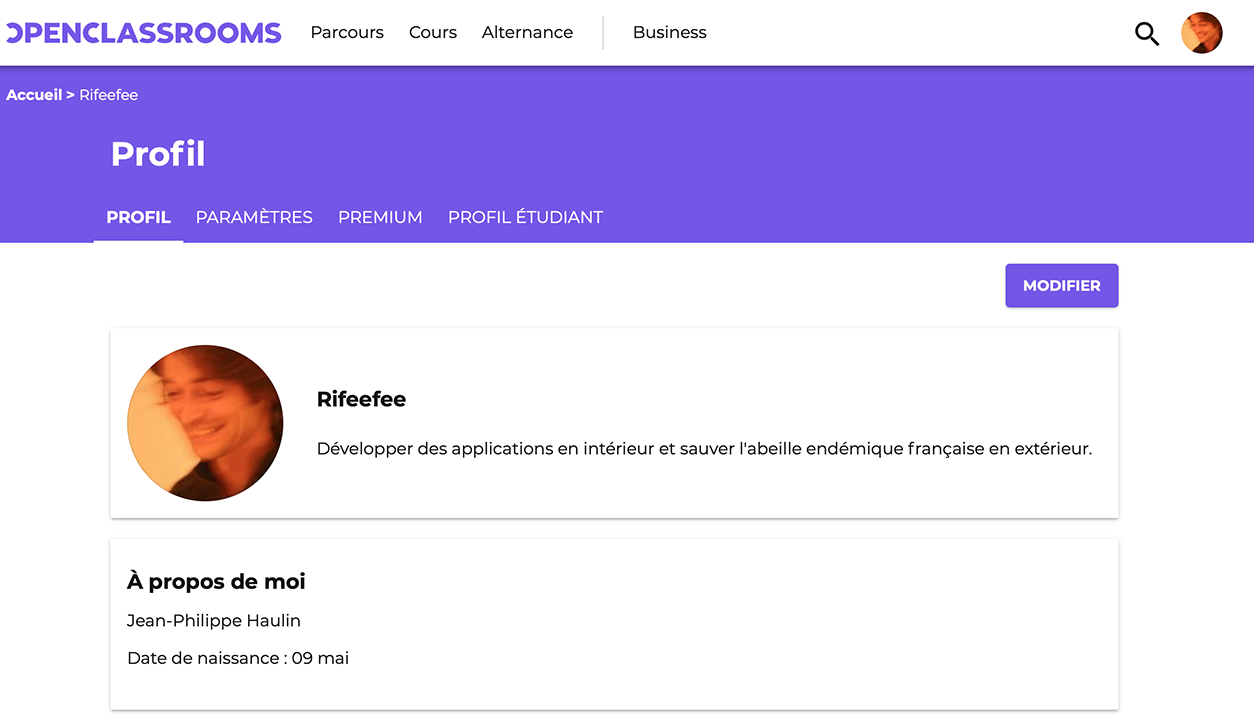 OPENCLASSROOMS Parcours Cours Alternance Business
Accueil > Rifeefee
Profil
PROFIL PARAMÈTRES PREMIUM PROFIL ÉTUDIANT
MODIFIER
Rifeefee
Développer des applications en intérieur et sauver l'abeille endémique française en extérieur.
À propos de moi
Jean-Philippe Haulin
Date de naissance : 09 mai